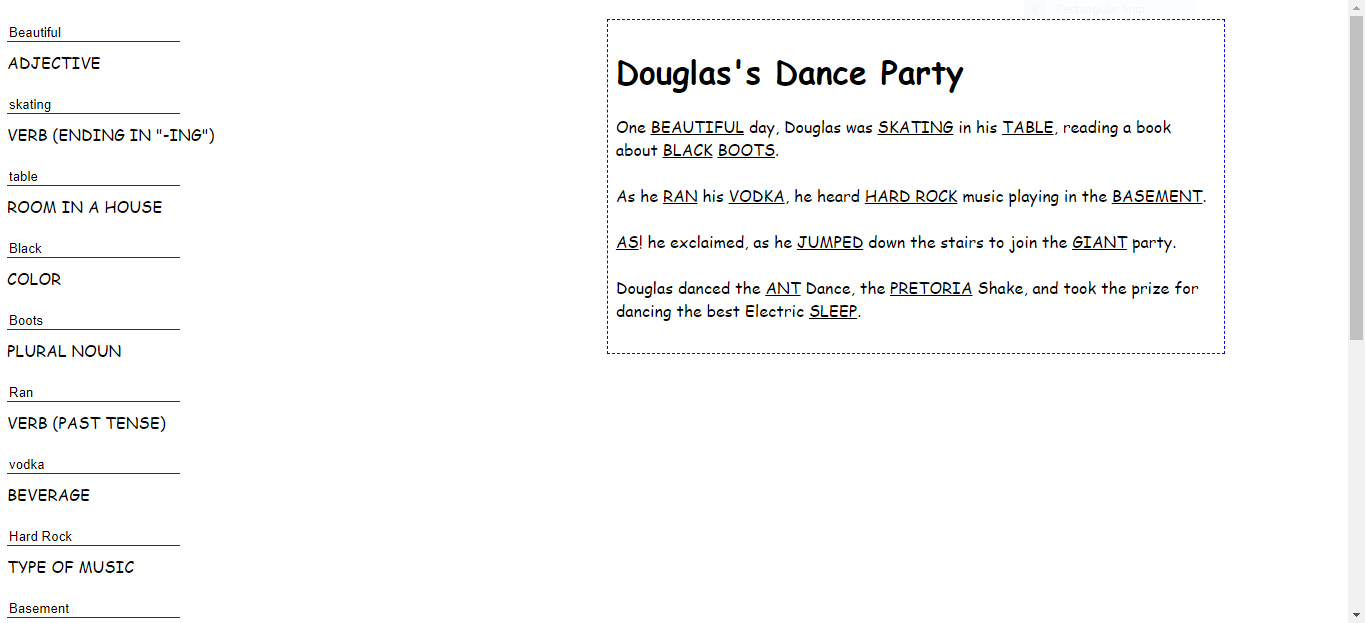 Beautiful
ADJECTIVE
skating
VERB (ENDING IN "-ING")
table
ROOM IN A HOUSE
Black
COLOR
Boots
PLURAL NOUN
Ran
VERB (PAST TENSE)
vodka
BEVERAGE
Hard Rock
TYPE OF MUSIC
Basement
Douglas's Dance Party
One BEAUTIFUL day, Douglas was SKATING in his TABLE, reading a book
about BLACK BOOTS.
As he RAN his VODKA, he heard HARD ROCK music playing in the BASEMENT.
AS! he exclaimed, as he JUMPED down the stairs to join the GIANT party.
Douglas danced the ANT Dance, the PRETORIA Shake, and took the prize for
dancing the best Electric SLEEP.